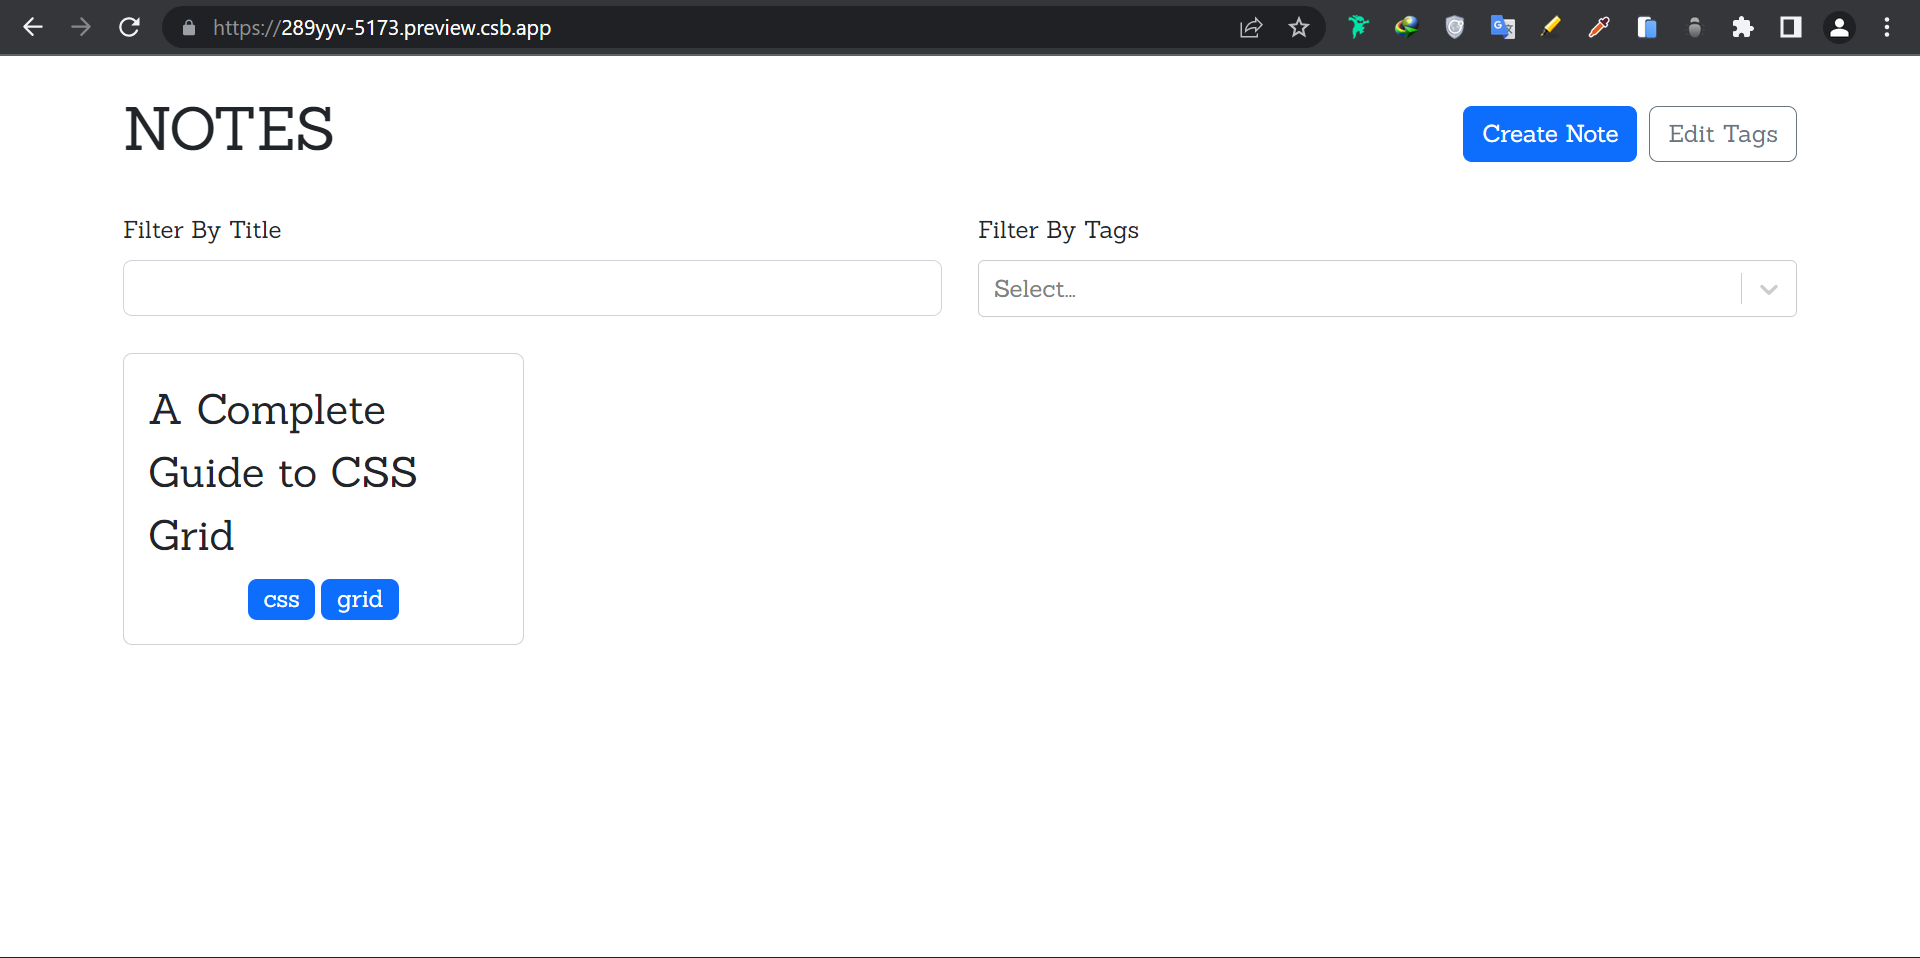 https://289yyv-5173.preview.csb.app
NOTES
Create Note
Edit Tags
Filter By Title
Filter By Tags
Select...
A Complete
Guide to CSS
Grid
css grid